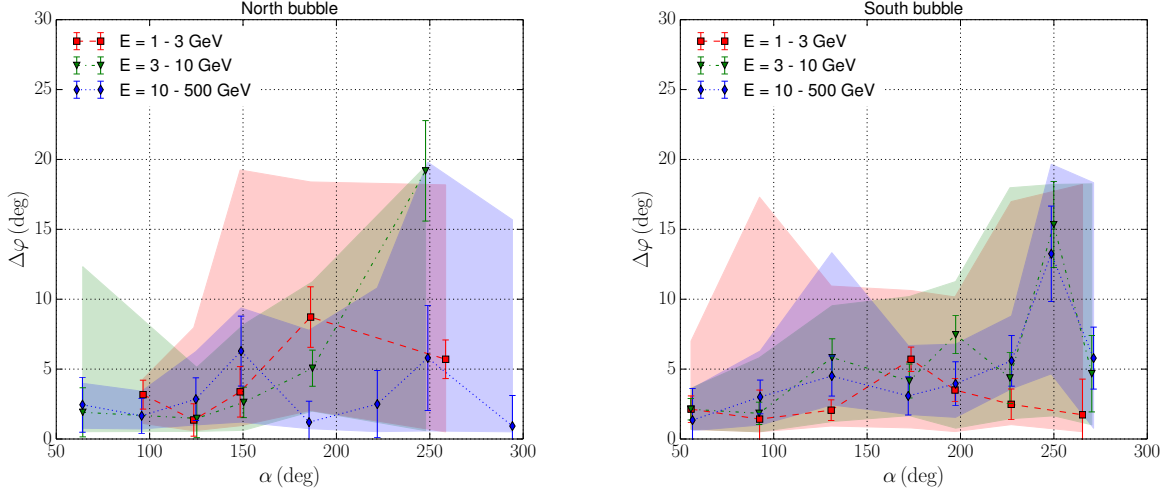 North bubble
30
25
20
15
10
5
0
Δφ (deg)
E = 1 - 3 GeV
E = 3 - 10 GeV
E = 10 - 500 GeV
50 100 150 200 250 300
α (deg)
South bubble
30
25
20
15
10
5
0
Δφ (deg)
E = 1 - 3 GeV
E = 3 - 10 GeV
E = 10 - 500 GeV
50 100 150 200 250 300
α (deg)